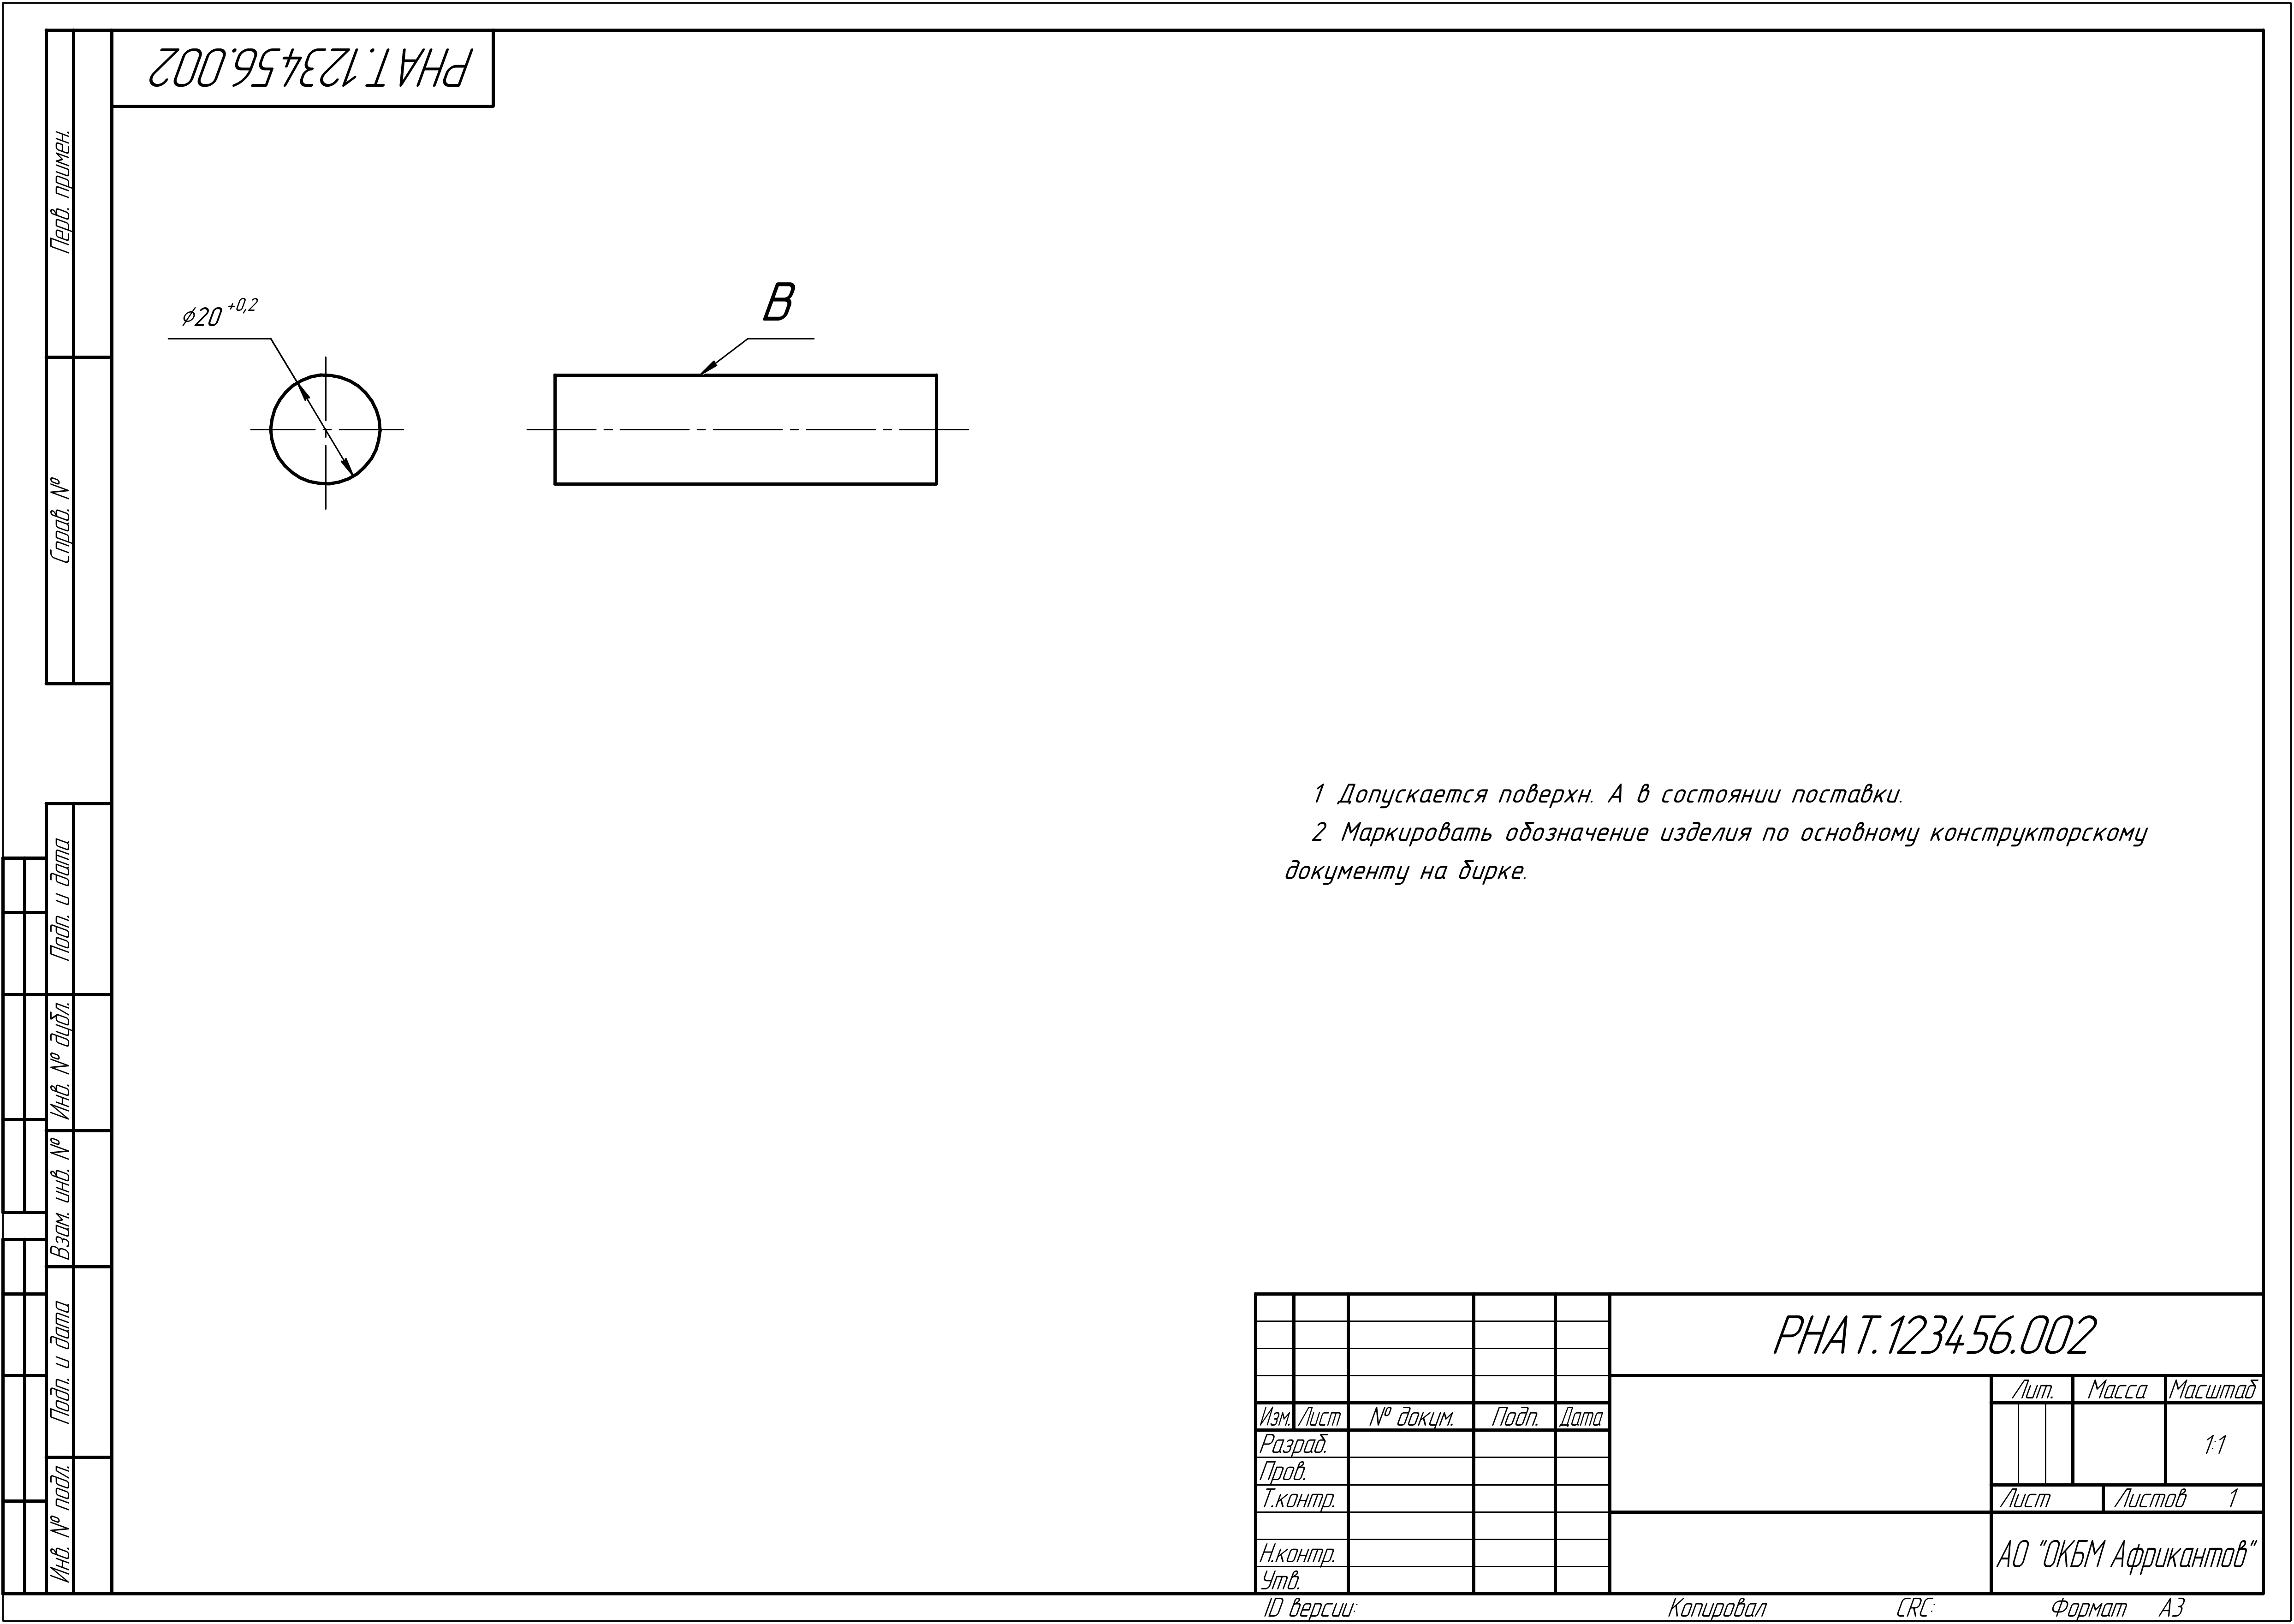 РНАТ.123456.002
Перв. примен.
Справ. №
Подп. и дата
Инв. № дубл.
Взам. инв. №
Подп. и дата
Инв. № подл.
⌀20 +0,2
В
1 Допускается поверхн. А в состоянии поставки.
2 Маркировать обозначение изделия по основному конструкторскому
документу на бирке.
РНАТ.123456.002
Лит. Масса Масштаб
Изм. Лист № докум. Подп. Дата
Разраб.
1:1
Пров.
Т.контр.
Лист Листов 1
Н.контр.
АО "ОКБМ Африкантов"
Утв.
ID версии: Копировал CRC: Формат А3